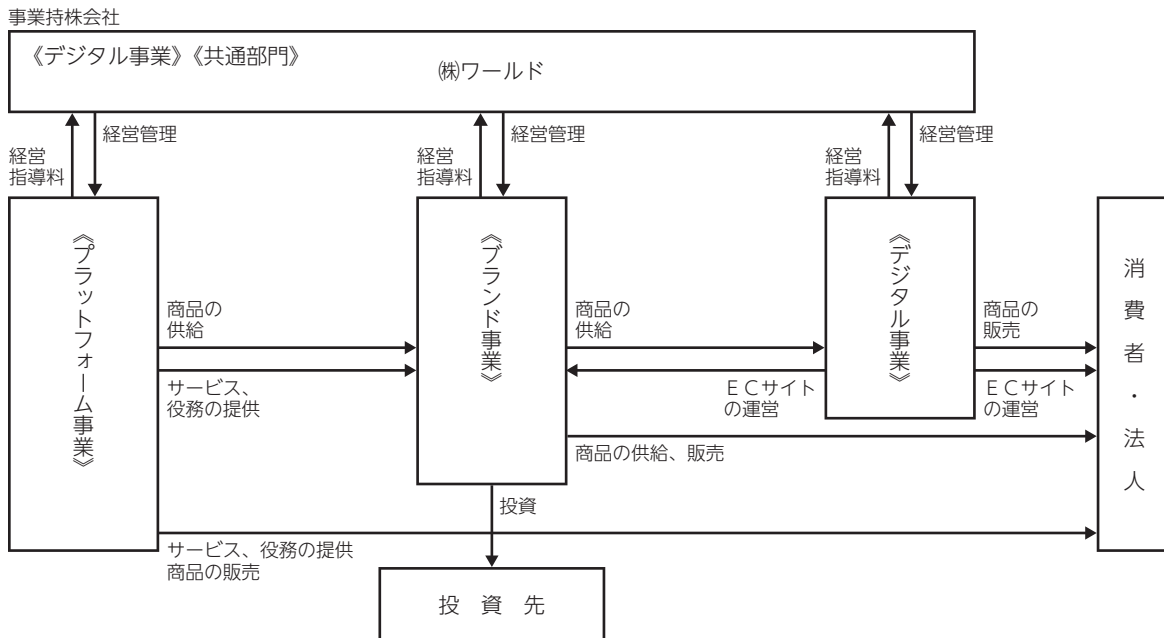 事業持株会社
《デジタル事業》《共通部門》
㈱ワールド
経営
指導料
経営管理
経営
指導料
経営管理
経営
指導料
経営管理
《プラットフォーム事業》
商品の
供給
サービス、
役務の提供
《ブランド事業》
商品の
供給
ＥＣサイト
の運営
《デジタル事業》
商品の
販売
ＥＣサイト
の運営
消費者・法人
商品の供給、販売
投資
サービス、役務の提供
商品の販売
投資先